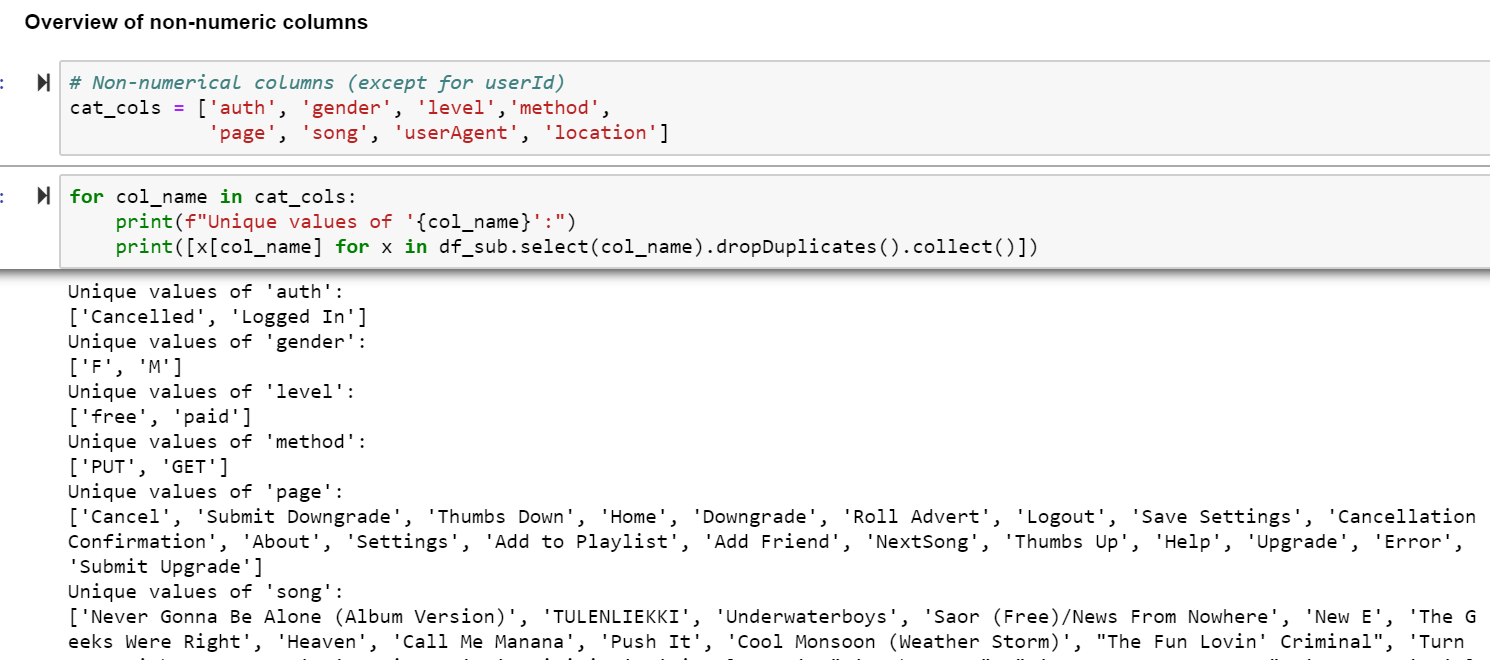 Overview of non-numeric columns
:
# Non-numerical columns (except for userId)
cat_cols = ['auth', 'gender', 'level','method',
'page', 'song', 'userAgent', 'location']
:
for col_name in cat_cols:
print(f"Unique values of '{col_name}':")
print([x[col_name] for x in df_sub.select(col_name).dropDuplicates().collect()])
Unique values of 'auth':
['Cancelled', 'Logged In']
Unique values of 'gender':
['F', 'M']
Unique values of 'level':
['free', 'paid']
Unique values of 'method':
['PUT', 'GET']
Unique values of 'page':
['Cancel', 'Submit Downgrade', 'Thumbs Down', 'Home', 'Downgrade', 'Roll Advert', 'Logout', 'Save Settings', 'Cancellation
Confirmation', 'About', 'Settings', 'Add to Playlist', 'Add Friend', 'NextSong', 'Thumbs Up', 'Help', 'Upgrade', 'Error',
'Submit Upgrade']
Unique values of 'song':
['Never Gonna Be Alone (Album Version)', 'TULENLIEKKI', 'Underwaterboys', 'Saor (Free)/News From Nowhere', 'New E', 'The G
eeks Were Right', 'Heaven', 'Call Me Manana', 'Push It', 'Cool Monsoon (Weather Storm)', "The Fun Lovin' Criminal", 'Turn